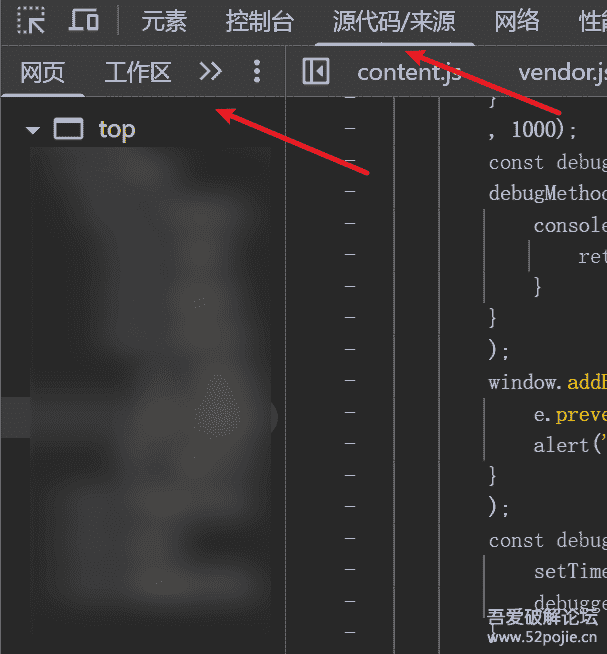 元素 控制台 源代码/来源 网络
网页 工作区 content.js vendor.js
top
}
, 1000);
const debug
debugMethod
console
ret
}
}
);
window.addE
e.preve
alert('
}
);
const debug
setTime
debugge
吾爱破解论坛
www.52pojie.cn